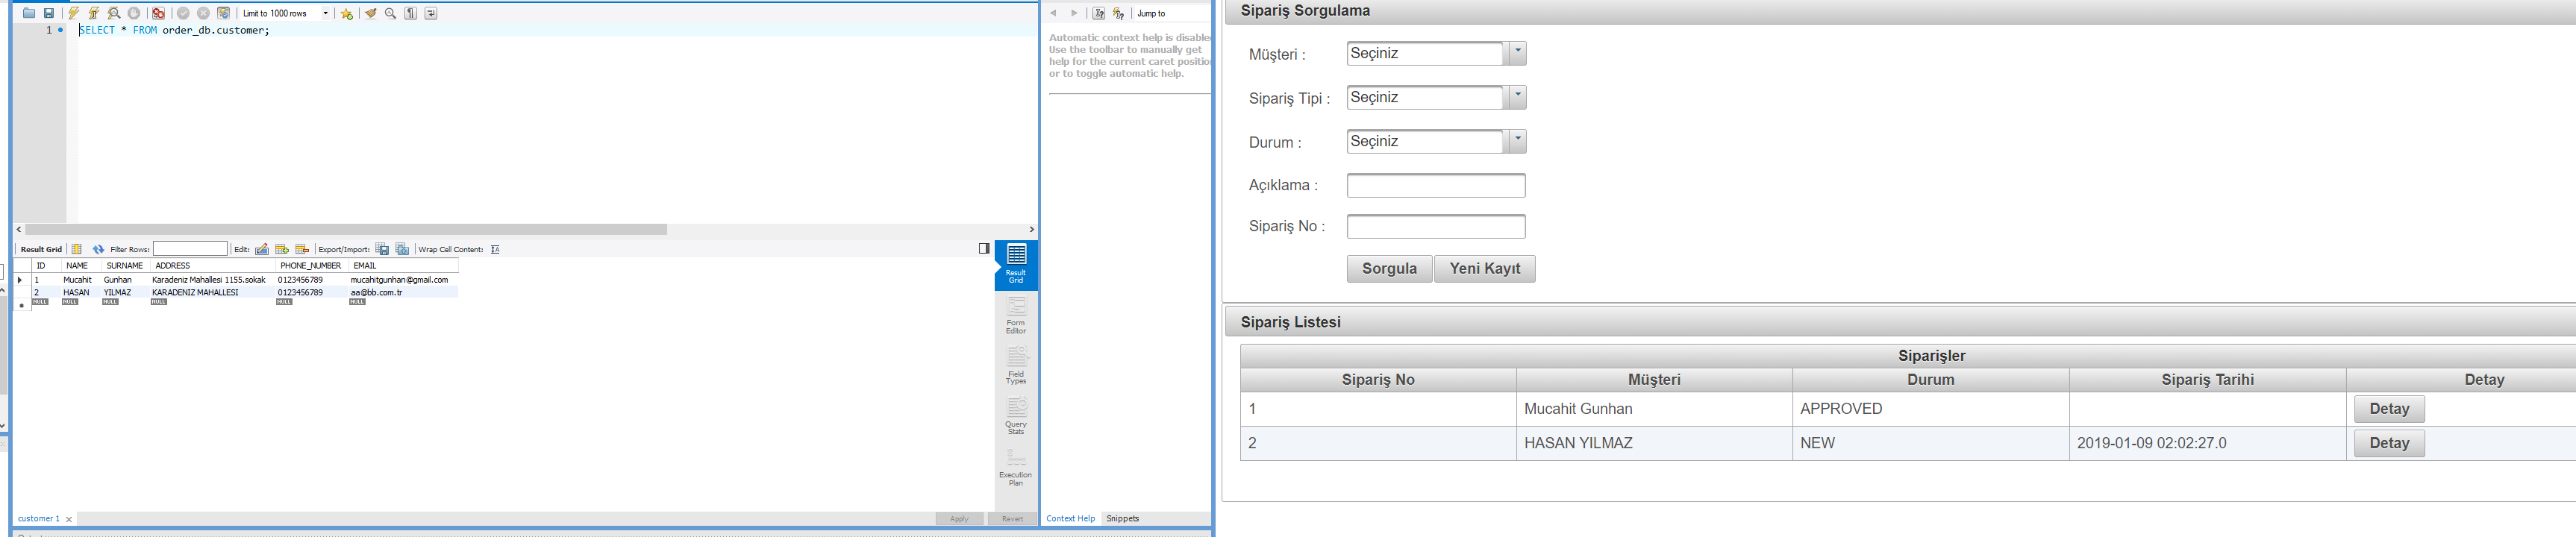 Limit to 1000 rows
1
SELECT * FROM order_db.customer;
Result Grid
Filter Rows:
Edit:
Export/Import:
Wrap Cell Content:
ID NAME SURNAME ADDRESS PHONE_NUMBER EMAIL
1 Mucahit Gunhan Karadeniz Mahallesi 1155.sokak 0123456789 mucahitgunhan@gmail.com
2 HASAN YILMAZ KARADENIZ MAHALLESI 0123456789 aa@bb.com.tr
NULL NULL NULL NULL NULL NULL
Result
Grid
Form
Editor
Field
Types
Query
Stats
Execution
Plan
customer 1
Apply Revert
Jump to
Automatic context help is disabled
Use the toolbar to manually get
help for the current caret position
or to toggle automatic help.
Context Help Snippets
Sipariş Sorgulama
Müşteri : Seçiniz
Sipariş Tipi : Seçiniz
Durum : Seçiniz
Açıklama :
Sipariş No :
Sorgula Yeni Kayıt
Sipariş Listesi
Siparişler
Sipariş No Müşteri Durum Sipariş Tarihi Detay
1 Mucahit Gunhan APPROVED Detay
2 HASAN YILMAZ NEW 2019-01-09 02:02:27.0 Detay